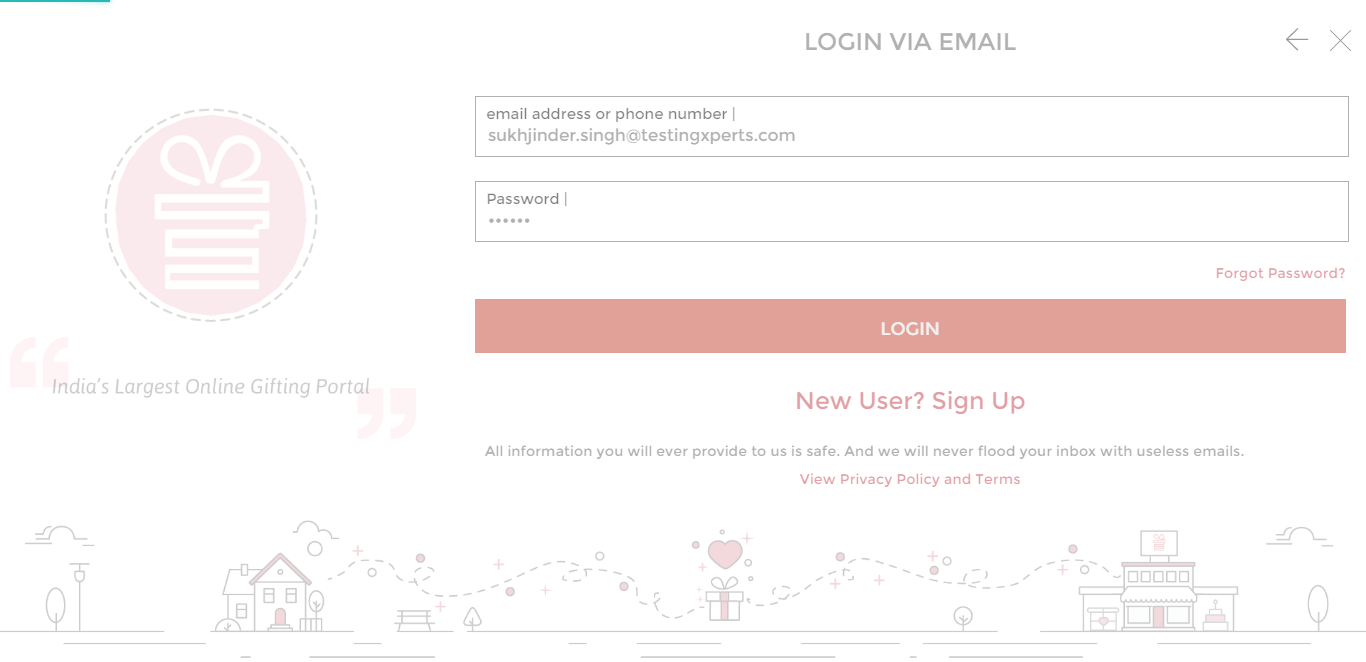 LOGIN VIA EMAIL
email address or phone number |
sukhjinder.singh@testingxperts.com
Password |
••••••
Forgot Password?
LOGIN
India's Largest Online Gifting Portal
New User? Sign Up
All information you will ever provide to us is safe. And we will never flood your inbox with useless emails.
View Privacy Policy and Terms